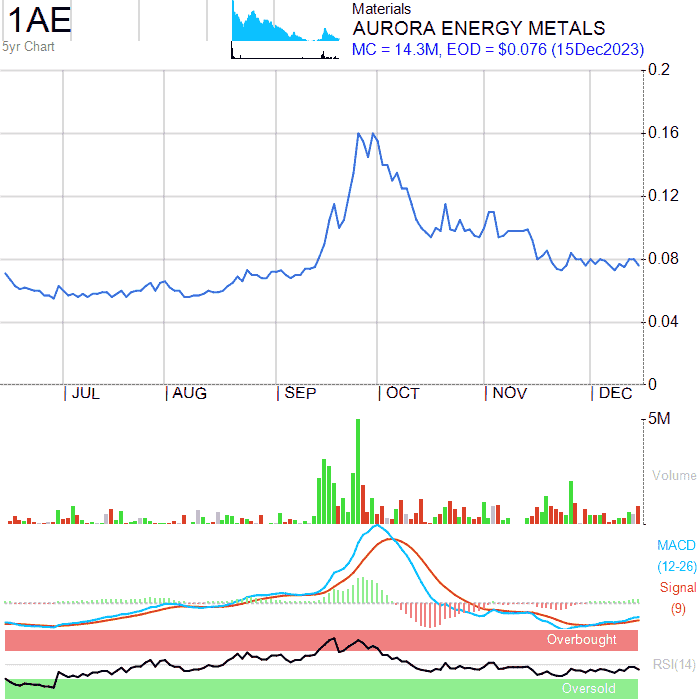 1AE
5yr Chart
Materials
AURORA ENERGY METALS
MC = 14.3M, EOD = $0.076 (15Dec2023)
0.2
0.16
0.12
0.08
0.04
0
JUL AUG SEP OCT NOV DEC
5M
Volume
MACD
(12-26)
Signal
(9)
Overbought
RSI(14)
Oversold